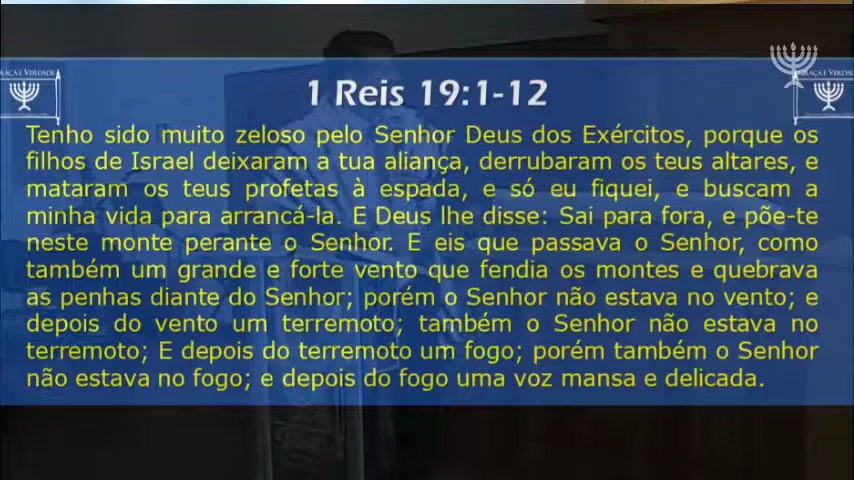 1 Reis 19:1-12
RAÇA E VERDADE
RAÇA E VERDADE
Tenho sido muito zeloso pelo Senhor Deus dos Exércitos, porque os
filhos de Israel deixaram a tua aliança, derrubaram os teus altares, e
mataram os teus profetas à espada, e só eu fiquei, e buscam a
minha vida para arrancá-la. E Deus lhe disse: Sai para fora, e põe-te
neste monte perante o Senhor. E eis que passava o Senhor, como
também um grande e forte vento que fendia os montes e quebrava
as penhas diante do Senhor; porém o Senhor não estava no vento; e
depois do vento um terremoto; também o Senhor não estava no
terremoto; E depois do terremoto um fogo; porém também o Senhor
não estava no fogo; e depois do fogo uma voz mansa e delicada.